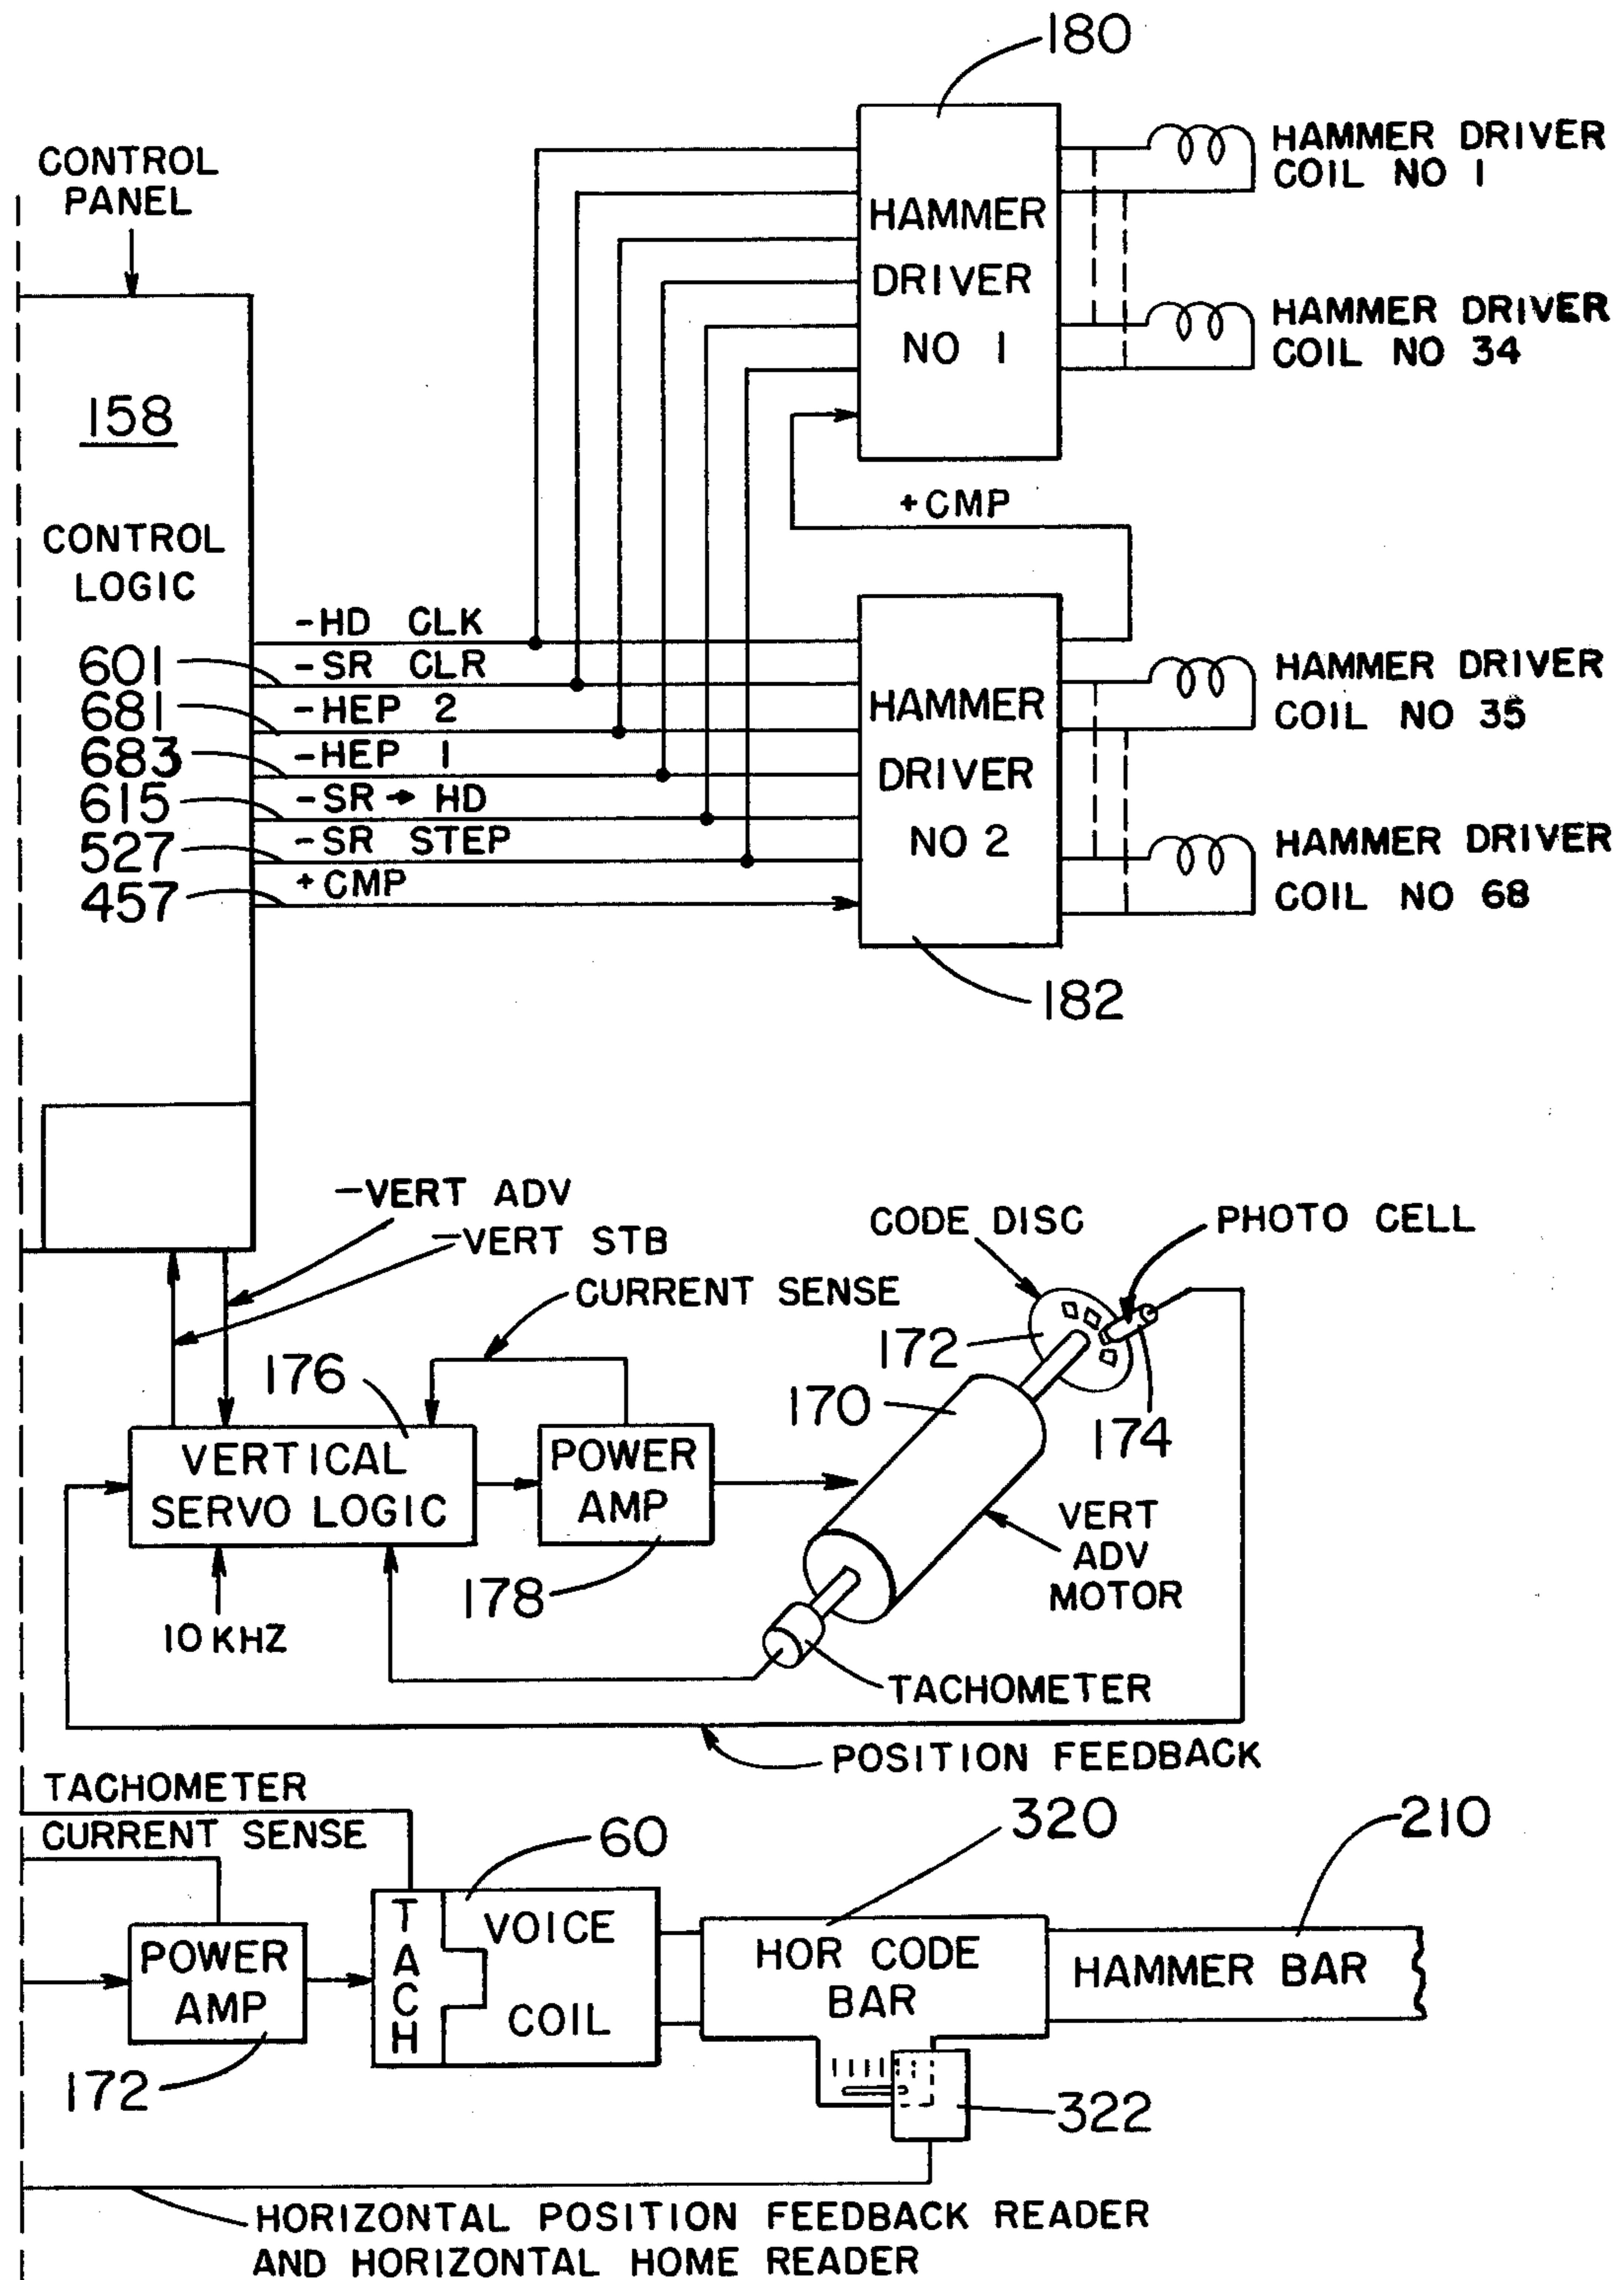 180
CONTROL
PANEL
HAMMER DRIVER
COIL NO 1
HAMMER
DRIVER
NO 1
HAMMER DRIVER
COIL NO 34
158
CONTROL
LOGIC
+CMP
-HD CLK
601
-SR CLR
681
-HEP 2
683
-HEP 1
615
-SR → HD
527
-SR STEP
457
+CMP
HAMMER
DRIVER
NO 2
HAMMER DRIVER
COIL NO 35
HAMMER DRIVER
COIL NO 68
182
-VERT ADV
-VERT STB
CURRENT SENSE
CODE DISC
PHOTO CELL
172
174
176
170
VERTICAL
SERVO LOGIC
POWER
AMP
178
10 KHZ
VERT
ADV
MOTOR
TACHOMETER
POSITION FEEDBACK
TACHOMETER
CURRENT SENSE
60
320
210
POWER
AMP
172
TACH
VOICE
COIL
HOR CODE
BAR
HAMMER BAR
322
HORIZONTAL POSITION FEEDBACK READER
AND HORIZONTAL HOME READER